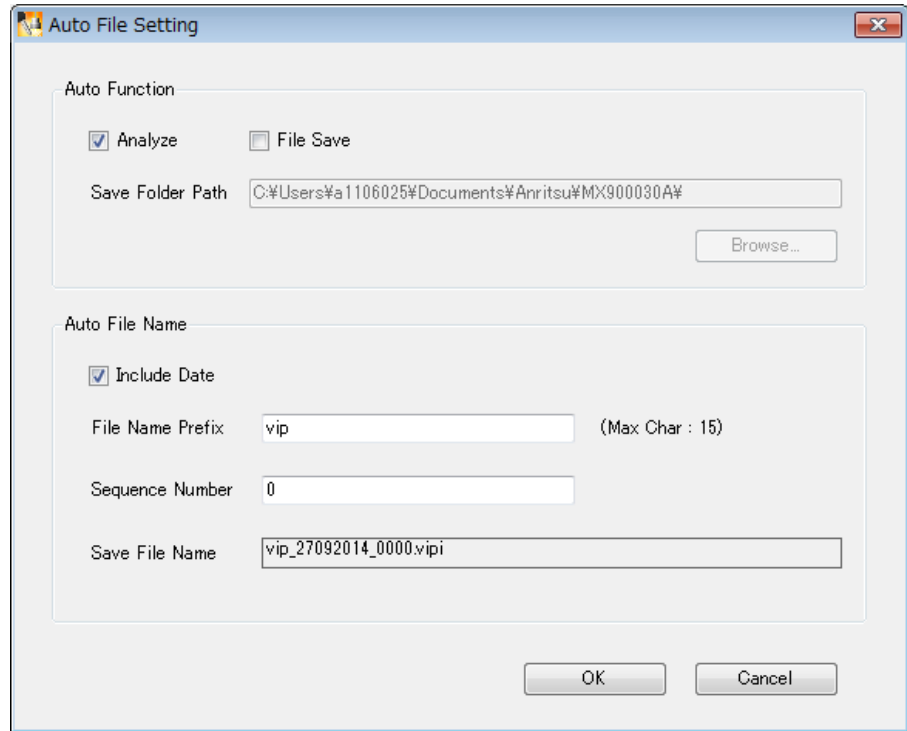 Auto File Setting
Auto Function
Analyze File Save
Save Folder Path C:¥Users¥a1106025¥Documents¥Anritsu¥MX900030A¥
Browse...
Auto File Name
Include Date
File Name Prefix vip (Max Char : 15)
Sequence Number 0
Save File Name vip_27092014_0000.vipi
OK Cancel